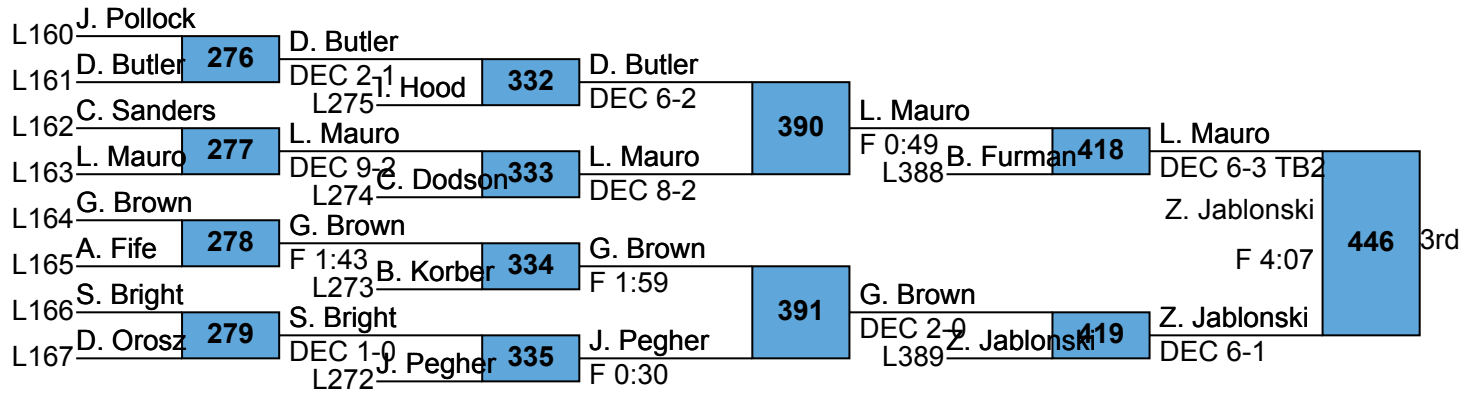 L160 J. Pollock
L161 D. Butler
276
L162 C. Sanders
L163 L. Mauro
277
L164 G. Brown
L165 A. Fife
278
L166 S. Bright
L167 D. Orosz
279
D. Butler
DEC 2-1
L275 T. Hood
332
L. Mauro
DEC 9-2
L274 C. Dodson
333
G. Brown
F 1:43
L273 B. Korber
334
S. Bright
DEC 1-0
L272 J. Pegher
335
D. Butler
DEC 6-2
L. Mauro
DEC 8-2
390
G. Brown
F 1:59
J. Pegher
F 0:30
391
L. Mauro
F 0:49
L388 B. Furman
418
G. Brown
DEC 2-0
L389 Z. Jablonski
419
L. Mauro
DEC 6-3 TB2
Z. Jablonski
F 4:07
446
3rd
Z. Jablonski
DEC 6-1